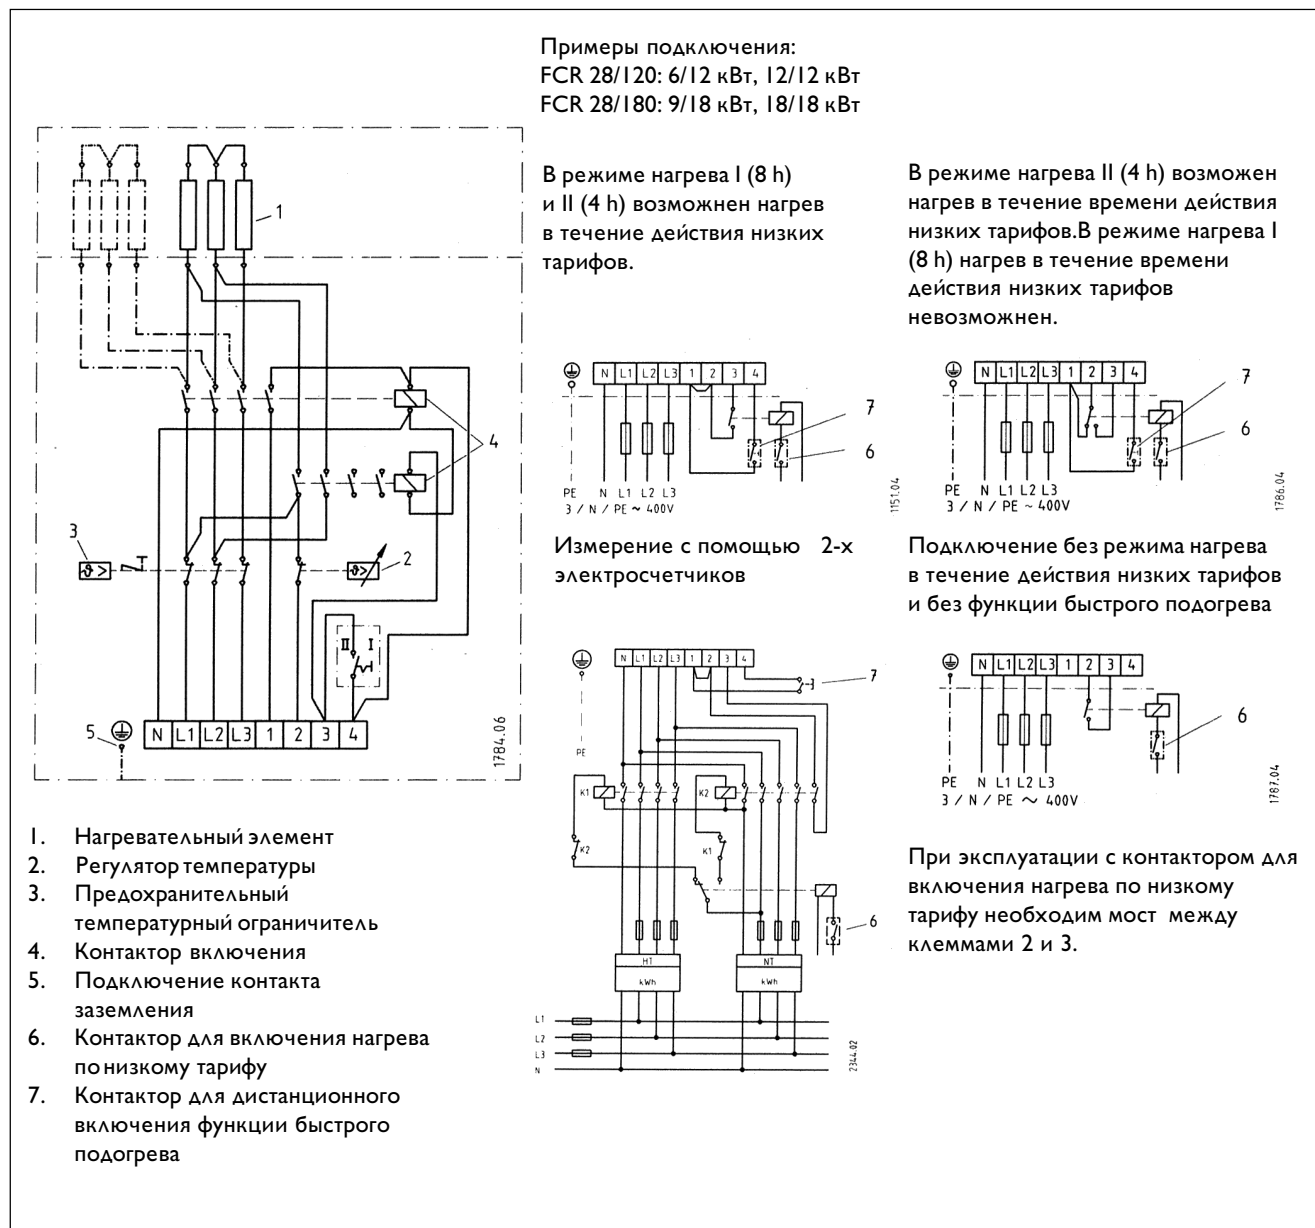 Примеры подключения:
FCR 28/120: 6/12 кВт, 12/12 кВт
FCR 28/180: 9/18 кВт, 18/18 кВт
1
4
3
ϑ>
ϑ>
2
II I
5
N L1 L2 L3 1 2 3 4
1784.06
1. Нагревательный элемент
2. Регулятор температуры
3. Предохранительный
температурный ограничитель
4. Контактор включения
5. Подключение контакта
заземления
6. Контактор для включения нагрева
по низкому тарифу
7. Контактор для дистанционного
включения функции быстрого
подогрева
В режиме нагрева I (8 h)
и II (4 h) возможнен нагрев
в течение действия низких
тарифов.
N L1 L2 L3 1 2 3 4
7
6
PE N L1 L2 L3
3 / N / PE ~ 400V
1151.04
Измерение с помощью 2-х
электросчетчиков
N L1 L2 L3 1 2 3 4
7
PE
K1
K2
K2
K1
6
HT
kWh
NT
kWh
L1
L2
L3
N
2344.02
В режиме нагрева II (4 h) возможен
нагрев в течение времени действия
низких тарифов.В режиме нагрева I
(8 h) нагрев в течение времени
действия низких тарифов
невозможнен.
N L1 L2 L3 1 2 3 4
7
6
PE N L1 L2 L3
3 / N / PE ~ 400V
1786.04
Подключение без режима нагрева
в течение действия низких тарифов
и без функции быстрого подогрева
N L1 L2 L3 1 2 3 4
6
PE N L1 L2 L3
3 / N / PE ~ 400V
1787.04
При эксплуатации с контактором для
включения нагрева по низкому
тарифу необходим мост между
клеммами 2 и 3.